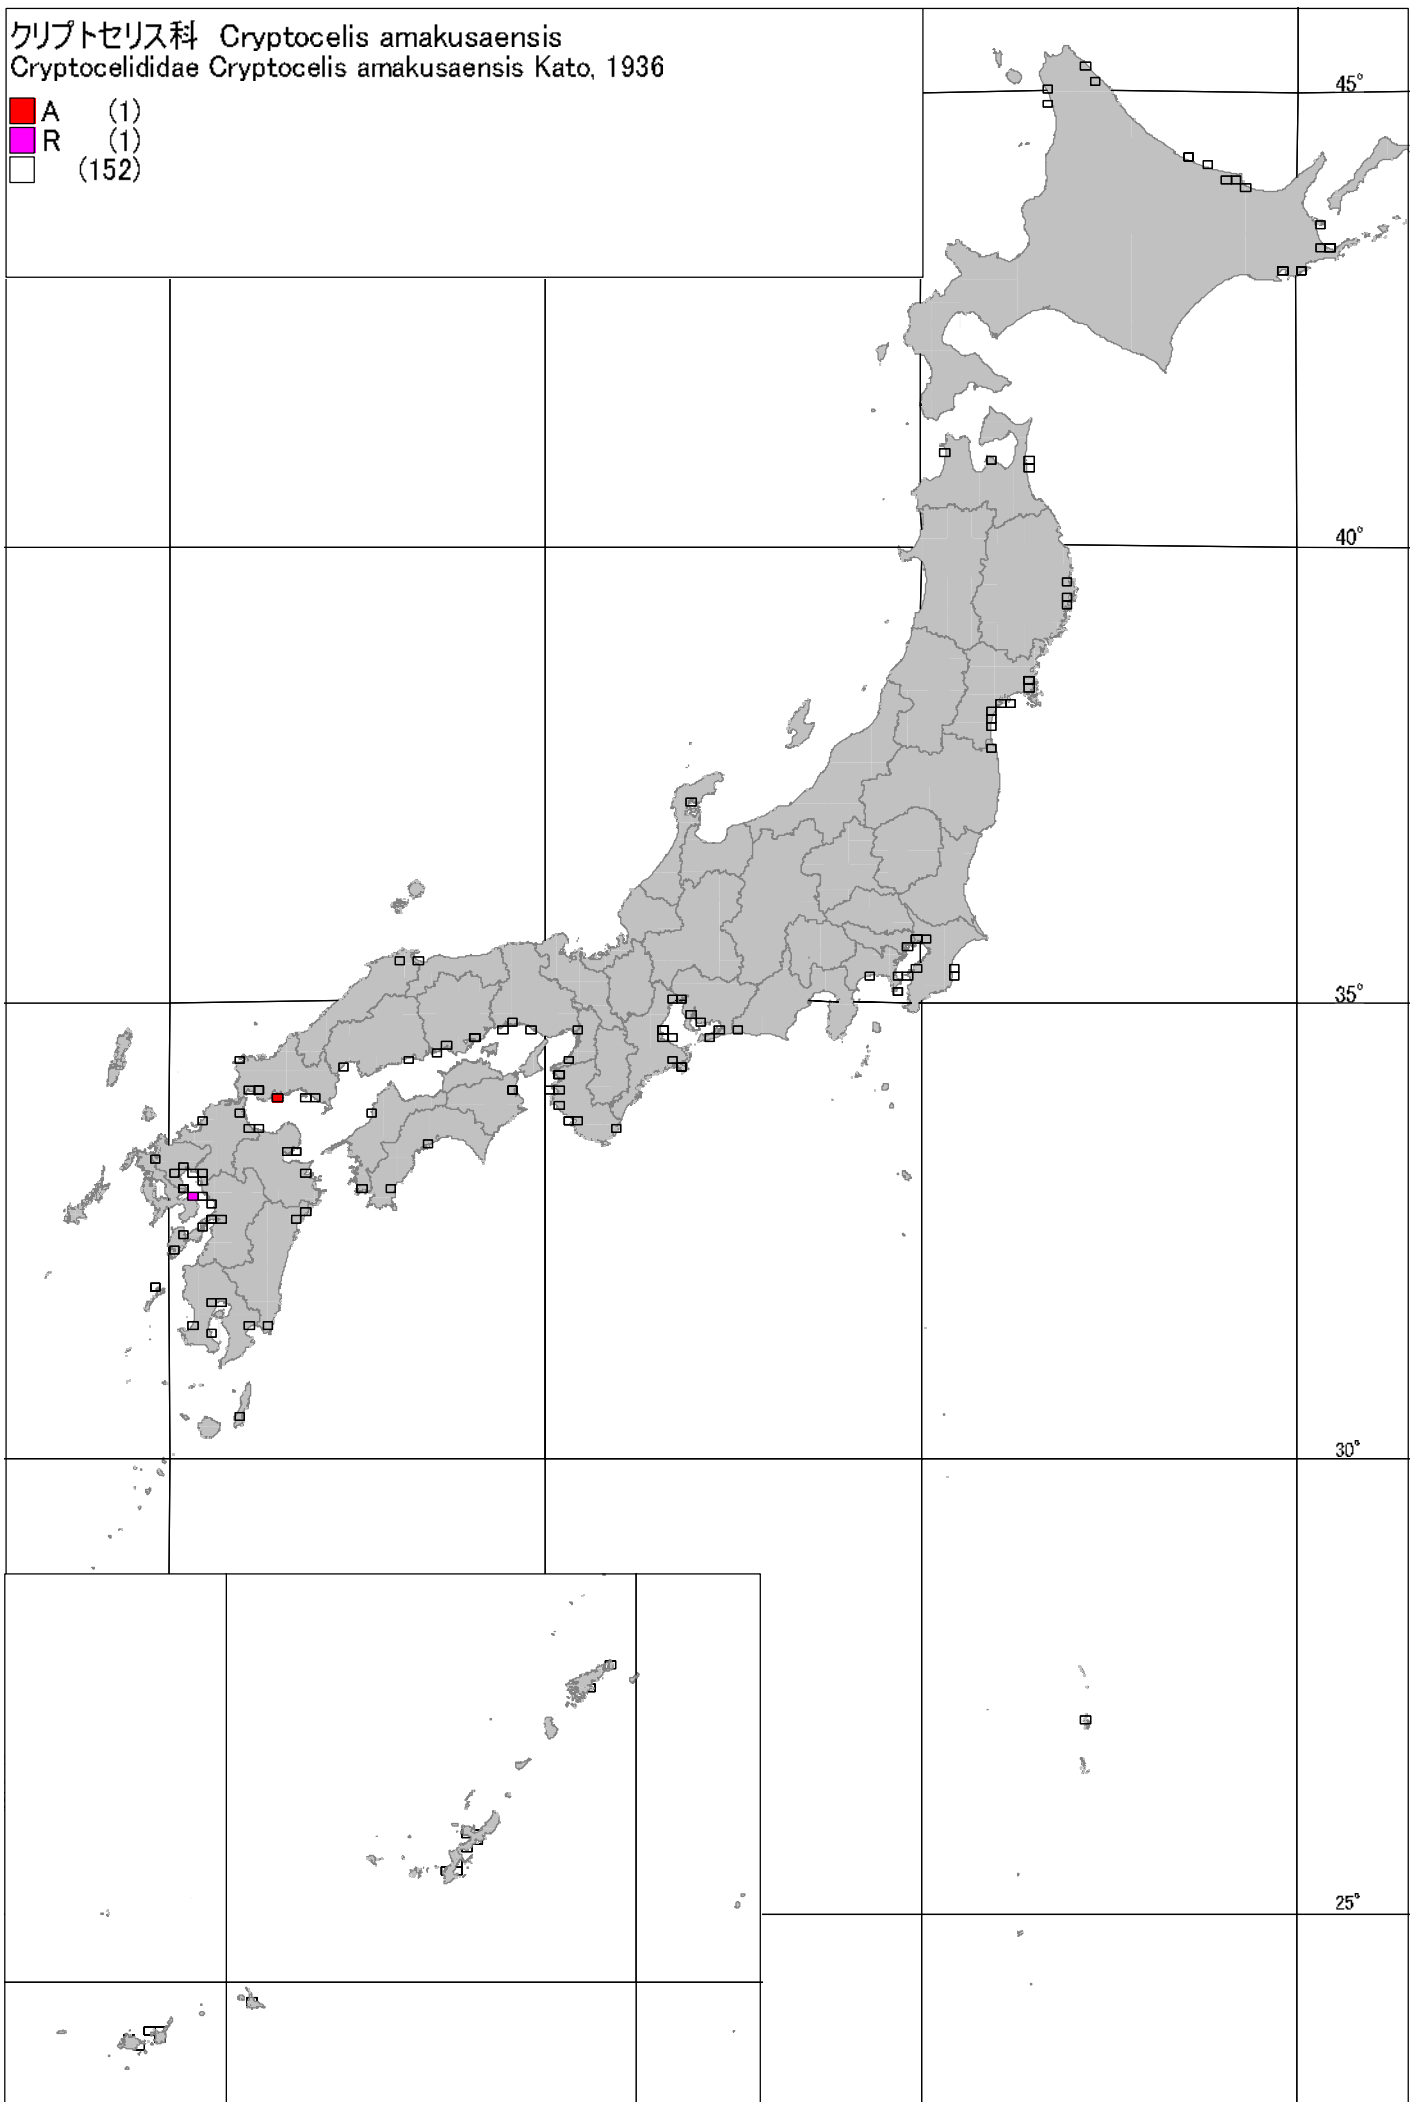 クリプトセリス科 Cryptocelis amakusaensis
Cryptocelididae Cryptocelis amakusaensis Kato, 1936
A (1)
R (1)
(152)
45°
40°
35°
30°
25°